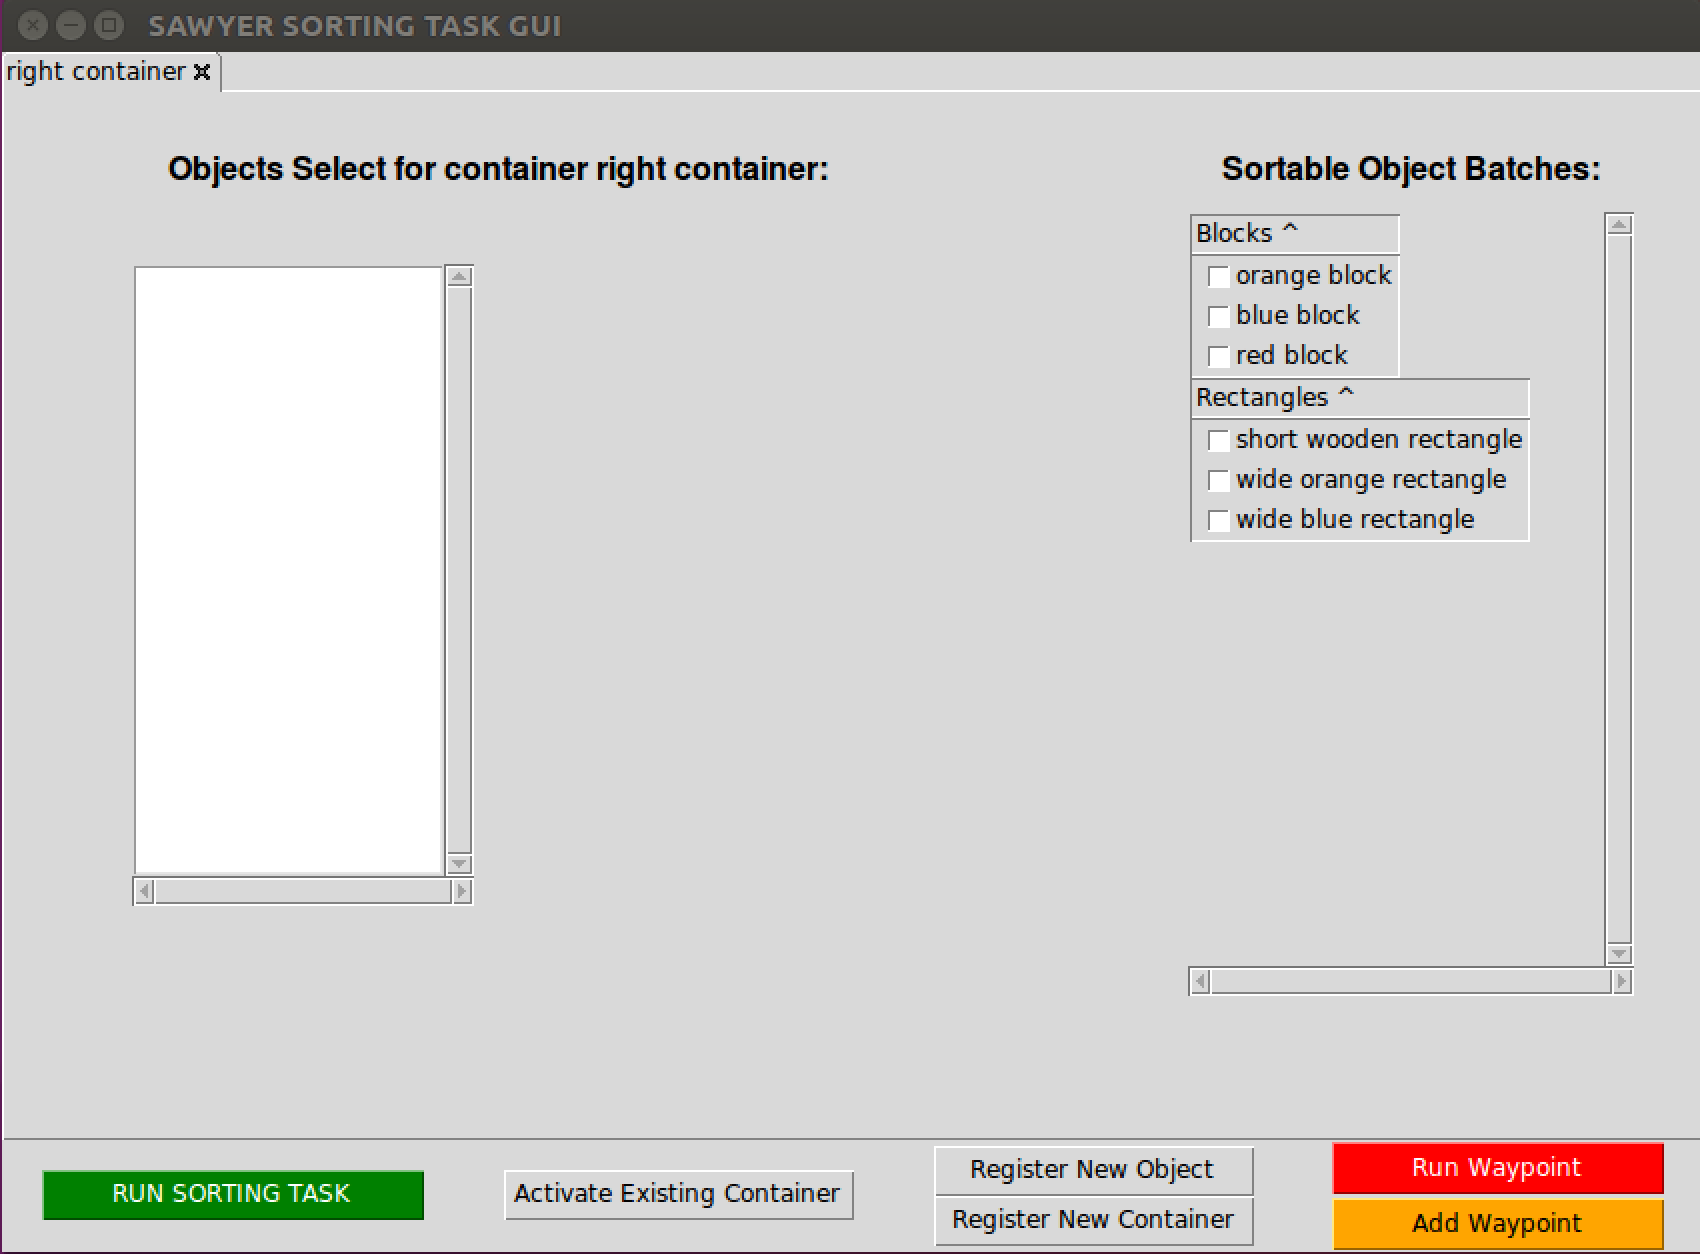 SAWYER SORTING TASK GUI
right container
Objects Select for container right container:
Sortable Object Batches:
Blocks ^
orange block
blue block
red block
Rectangles ^
short wooden rectangle
wide orange rectangle
wide blue rectangle
RUN SORTING TASK
Activate Existing Container
Register New Object
Register New Container
Run Waypoint
Add Waypoint